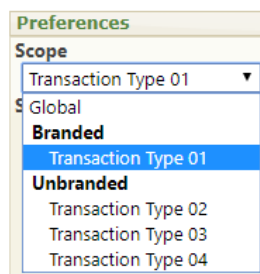 Preferences
Scope
Transaction Type 01
S
Global
Branded
Transaction Type 01
Unbranded
Transaction Type 02
Transaction Type 03
Transaction Type 04